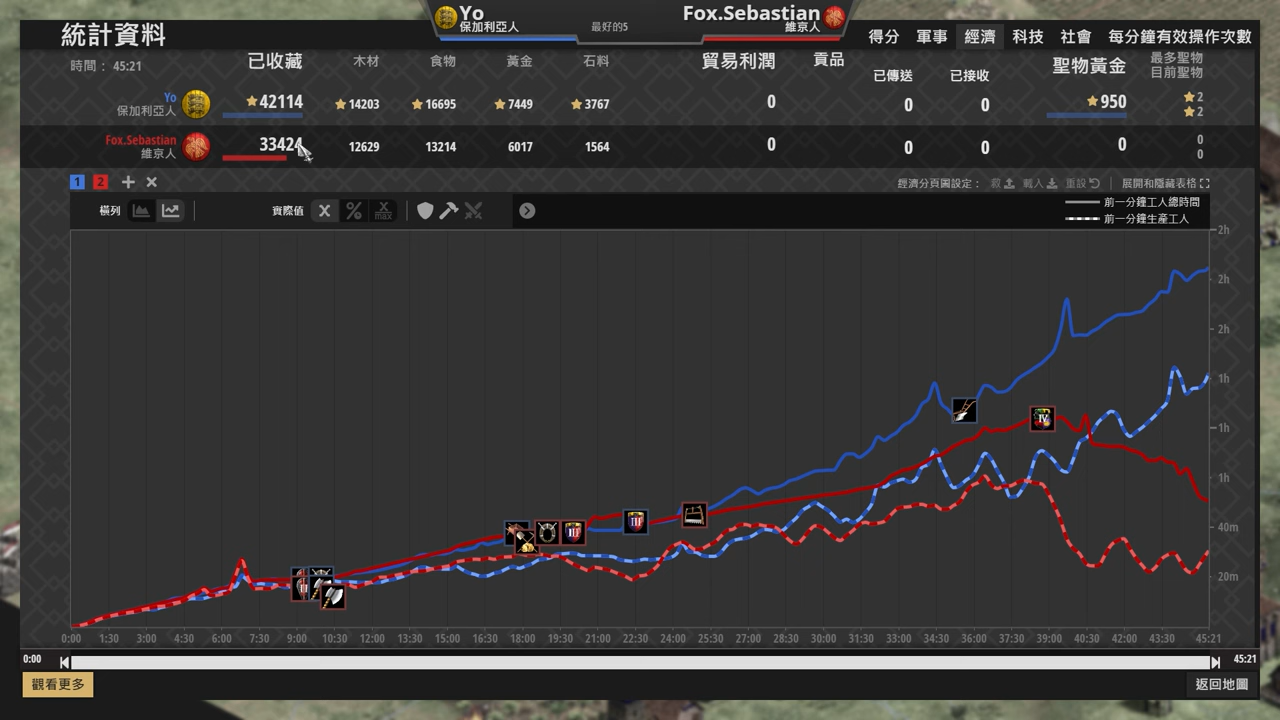 Yo
保加利亞人
最好的5
Fox.Sebastian
維京人
統計資料
得分 軍事 經濟 科技 社會 每分鐘有效操作次數
時間： 45:21
已收藏 木材 食物 黃金 石料 貿易利潤 貢品 已傳送 已接收 聖物黃金 最多聖物
目前聖物
Yo
保加利亞人
42114 14203 16695 7449 3767 0 0 0 950 2
2
Fox.Sebastian
維京人
33424 12629 13214 6017 1564 0 0 0 0 0
0
1 2
經濟分頁圖設定： 載入 重設 展開和隱藏表格
橫列 實際值 X % X max
前一分鐘工人總時間
前一分鐘生產工人
2h
2h
2h
1h
1h
1h
40m
20m
II
III
III
IV
0:00 1:30 3:00 4:30 6:00 7:30 9:00 10:30 12:00 13:30 15:00 16:30 18:00 19:30 21:00 22:30 24:00 25:30 27:00 28:30 30:00 31:30 33:00 34:30 36:00 37:30 39:00 40:30 42:00 43:30 45:21
0:00 45:21
觀看更多 返回地圖